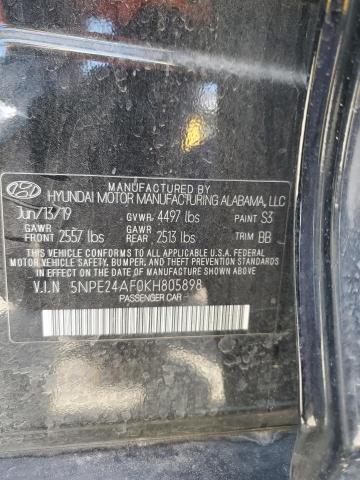 MANUFACTURED BY
HYUNDAI MOTOR MANUFACTURING ALABAMA, LLC
Jun/13/19 GVWR 4497 lbs PAINT S3
GAWR FRONT 2557 lbs GAWR REAR 2513 lbs TRIM BB
THIS VEHICLE CONFORMS TO ALL APPLICABLE U.S.A. FEDERAL
MOTOR VEHICLE SAFETY, BUMPER, AND THEFT PREVENTION
STANDARDS IN EFFECT ON THE DATE OF MANUFACTURE SHOWN ABOVE.
V.I.N 5NPE24AF0KH805898
PASSENGER CAR